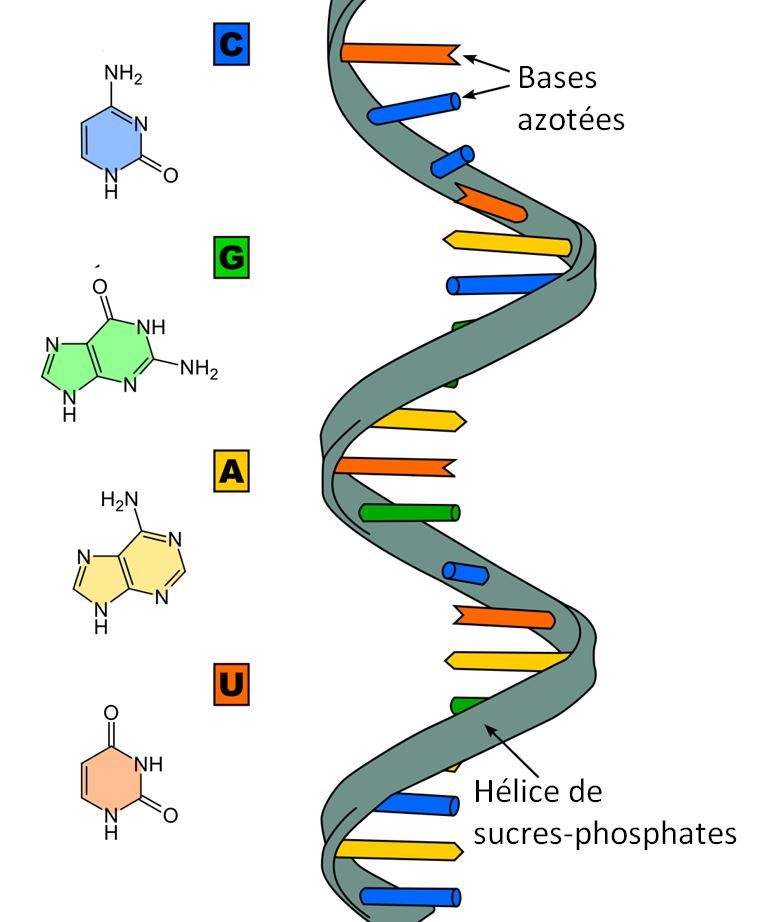 C
NH2
N
N
H
O
Bases
azotées
G
O
N
NH
N
H
N
NH2
A
H2N
N
N
N
H
N
U
O
NH
N
H
O
Hélice de
sucres-phosphates